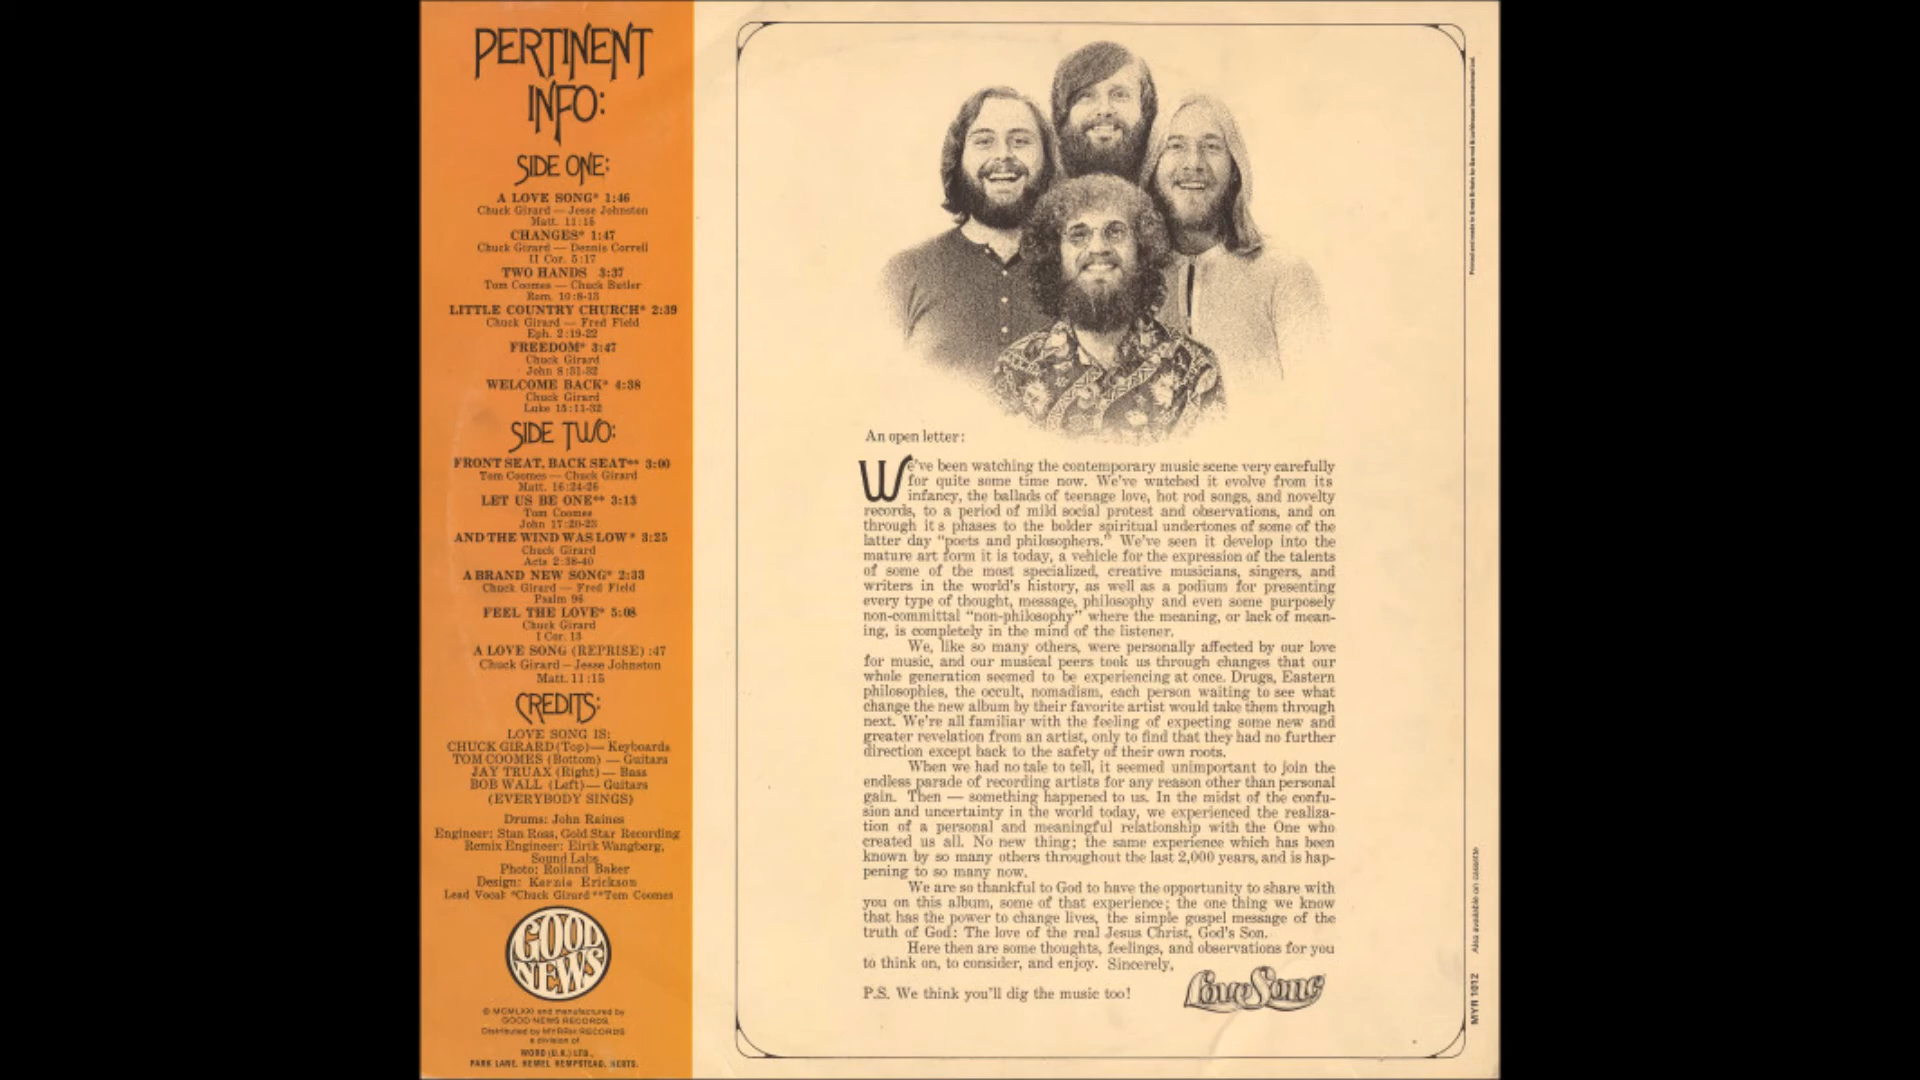 PERTINENT
INFO:
SIDE ONE:
A LOVE SONG* 1:46
Chuck Girard — Jesse Johnston
Matt. 11:15
CHANGES* 1:47
Chuck Girard — Dennis Correll
II Cor. 5:17
TWO HANDS 3:37
Tom Coomes — Chuck Butler
Rom. 10:8-13
LITTLE COUNTRY CHURCH* 2:39
Chuck Girard — Fred Field
Eph. 2:19-22
FREEDOM* 3:47
Chuck Girard
John 8:31-32
WELCOME BACK* 4:38
Chuck Girard
Luke 15:11-32
SIDE TWO:
FRONT SEAT, BACK SEAT** 3:00
Tom Coomes — Chuck Girard
Matt. 16:24-26
LET US BE ONE** 3:13
Tom Coomes
John 17:20-23
AND THE WIND WAS LOW* 3:25
Chuck Girard
Acts 2:38-40
A BRAND NEW SONG* 2:33
Chuck Girard — Fred Field
Psalm 96
FEEL THE LOVE* 5:08
Chuck Girard
I Cor. 13
A LOVE SONG (REPRISE) :47
Chuck Girard – Jesse Johnston
Matt. 11:15
CREDITS:
LOVE SONG IS:
CHUCK GIRARD (Top) — Keyboards
TOM COOMES (Bottom) — Guitars
JAY TRUAX (Right) — Bass
BOB WALL (Left) — Guitars
(EVERYBODY SINGS)
Drums: John Raines
Engineer: Stan Ross, Gold Star Recording
Remix Engineer: Eirik Wangberg,
Sound Labs
Photo: Rolland Baker
Design: Kernie Erickson
Lead Vocal: *Chuck Girard **Tom Coomes
GOOD
NEWS
and manufactured by
GOOD NEWS RECORDS.
Distributed by MYRRH RECORDS
a division of
WORD (U.K.) LTD.,
PARK LANE, HEMEL HEMPSTEAD, HERTS.
An open letter:
We've been watching the contemporary music scene very carefully
for quite some time now. We've watched it evolve from its
infancy, the ballads of teenage love, hot rod songs, and novelty
records, to a period of mild social protest and observations, and on
through it s phases to the bolder spiritual undertones of some of the
latter day "poets and philosophers." We've seen it develop into the
mature art form it is today, a vehicle for the expression of the talents
of some of the most specialized, creative musicians, singers, and
writers in the world's history, as well as a podium for presenting
every type of thought, message, philosophy and even some purposely
non-committal "non-philosophy" where the meaning, or lack of mean-
ing, is completely in the mind of the listener.
We, like so many others, were personally affected by our love
for music, and our musical peers took us through changes that our
whole generation seemed to be experiencing at once. Drugs, Eastern
philosophies, the occult, nomadism, each person waiting to see what
change the new album by their favorite artist would take them through
next. We're all familiar with the feeling of expecting some new and
greater revelation from an artist, only to find that they had no further
direction except back to the safety of their own roots.
When we had no tale to tell, it seemed unimportant to join the
endless parade of recording artists for any reason other than personal
gain. Then — something happened to us. In the midst of the confu-
sion and uncertainty in the world today, we experienced the realiza-
tion of a personal and meaningful relationship with the One who
created us all. No new thing; the same experience which has been
known by so many others throughout the last 2,000 years, and is hap-
pening to so many now.
We are so thankful to God to have the opportunity to share with
you on this album, some of that experience; the one thing we know
that has the power to change lives, the simple gospel message of the
truth of God: The love of the real Jesus Christ, God's Son.
Here then are some thoughts, feelings, and observations for you
to think on, to consider, and enjoy. Sincerely,
Love Song
P.S. We think you'll dig the music too!
Also available on cassette
MYR 1012